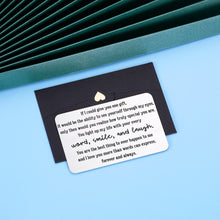 If I could give you one gift,
it would be the ability to see yourself through my eyes,
only then would you realize how truly special you are
You light up my life with your every
word, smile, and laugh,
You are the best thing to ever happen to me
and I love you more than words can express,
forever and always.